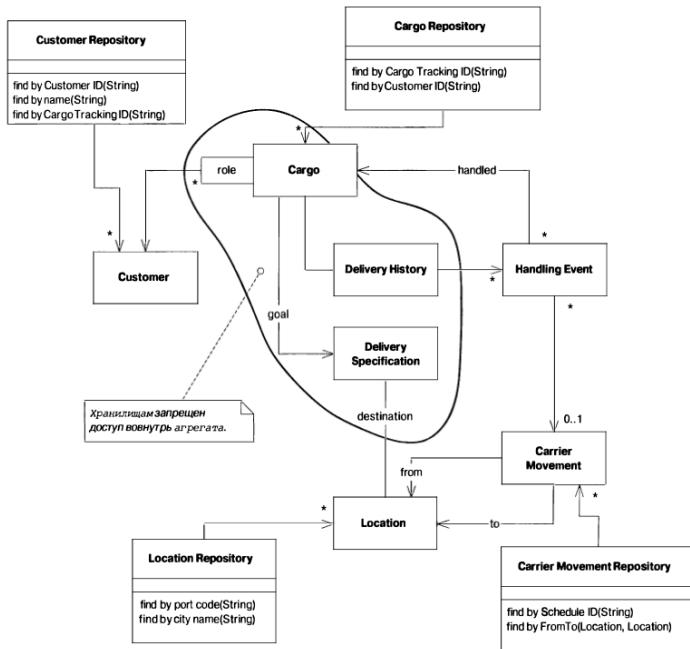 Customer Repository
find by Customer ID(String)
find by name(String)
find by Cargo Tracking ID(String)
Cargo Repository
find by Cargo Tracking ID(String)
find by Customer ID(String)
*
role
*
Cargo
handled
*
*
Customer
Delivery History
*
Handling Event
*
goal
Delivery
Specification
Хранилищам запрещен
доступ вовнутрь агрегата.
destination
0..1
Carrier
Movement
from
*
*
Location
to
Location Repository
find by port code(String)
find by city name(String)
Carrier Movement Repository
find by Schedule ID(String)
find by FromTo(Location, Location)